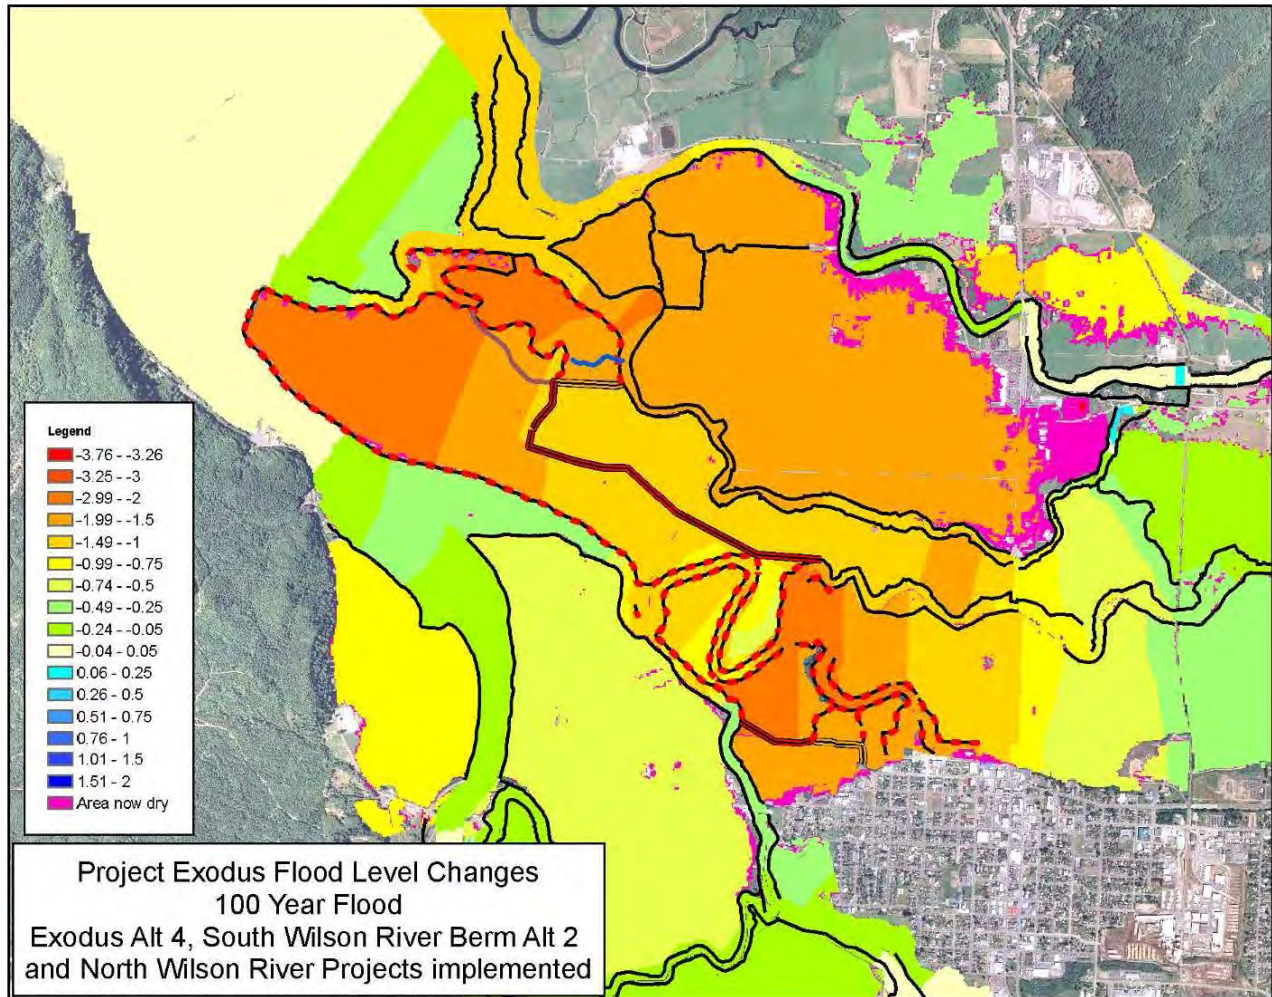 Legend
-3.76 - -3.26
-3.25 - -3
-2.99 - -2
-1.99 - -1.5
-1.49 - -1
-0.99 - -0.75
-0.74 - -0.5
-0.49 - -0.25
-0.24 - -0.05
-0.04 - 0.05
0.06 - 0.25
0.26 - 0.5
0.51 - 0.75
0.76 - 1
1.01 - 1.5
1.51 - 2
Area now dry
Project Exodus Flood Level Changes
100 Year Flood
Exodus Alt 4, South Wilson River Berm Alt 2
and North Wilson River Projects implemented